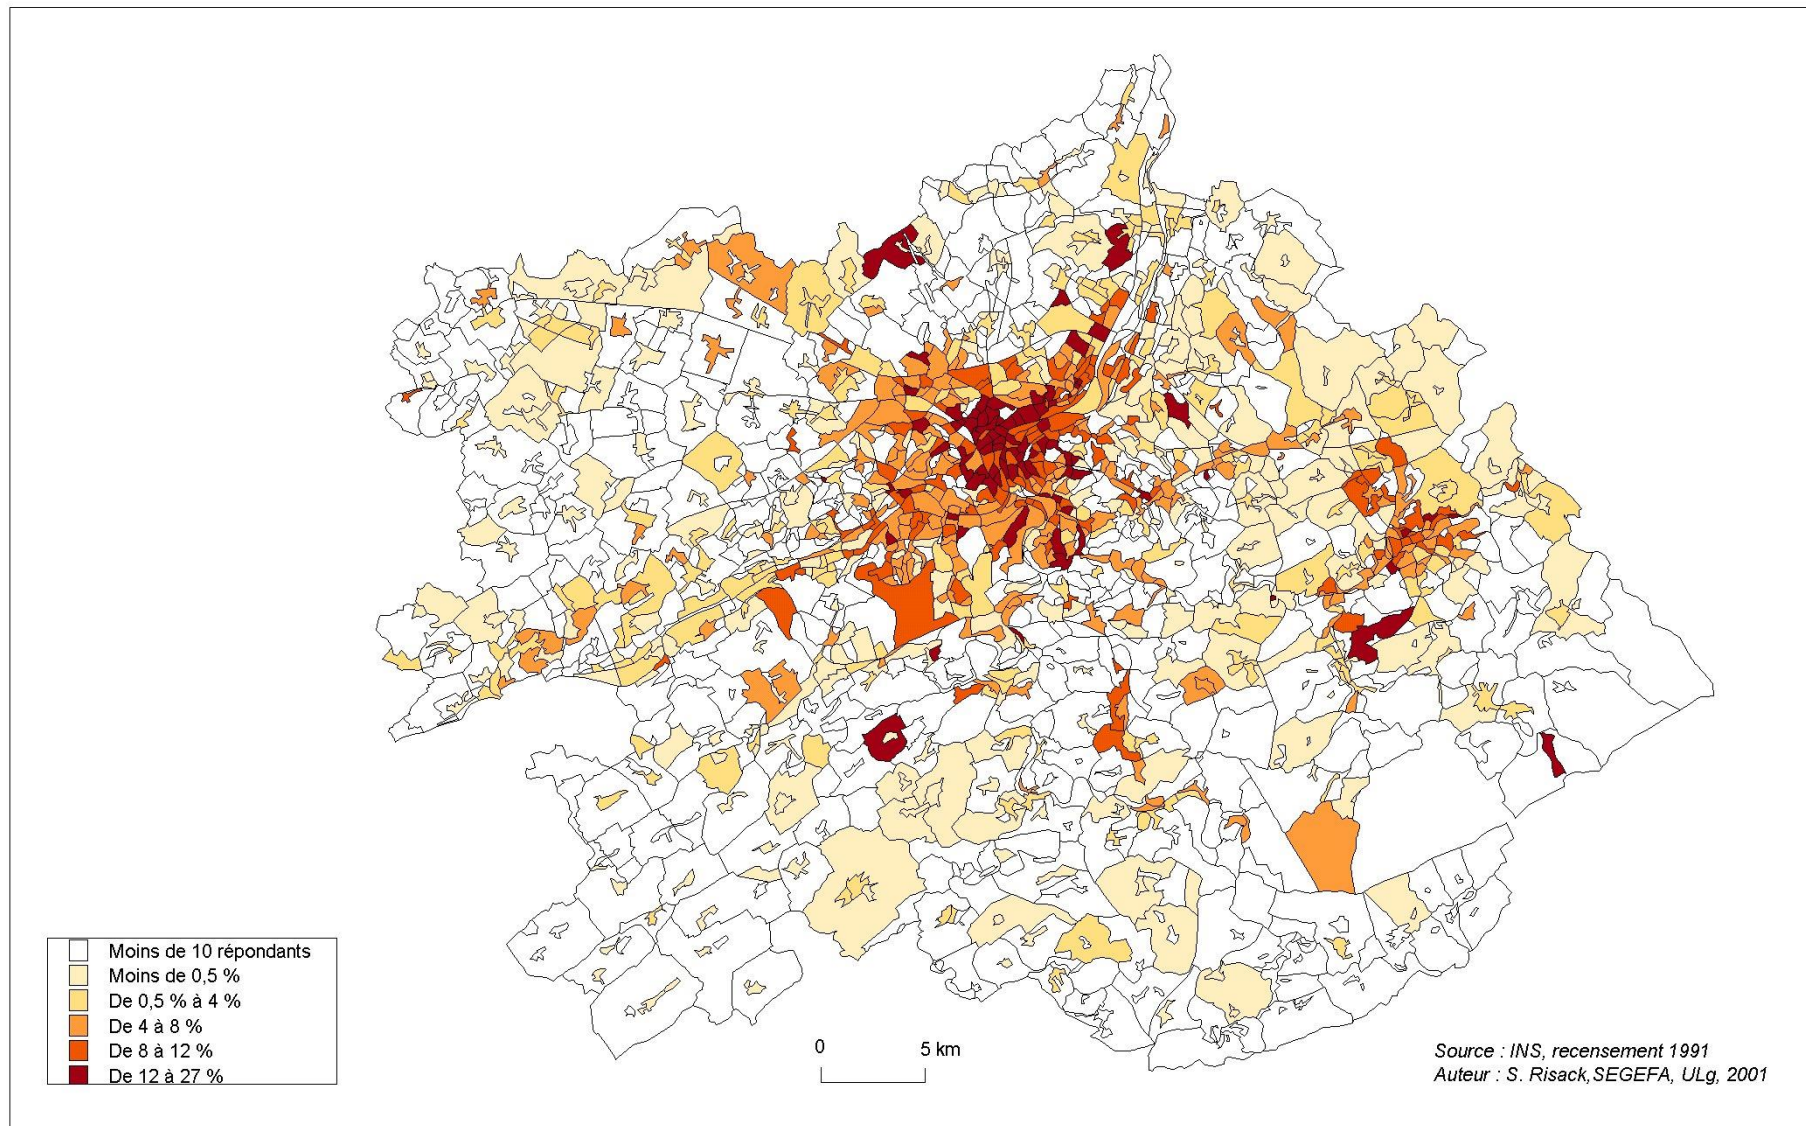 Moins de 10 répondants
Moins de 0,5 %
De 0,5 % à 4 %
De 4 à 8 %
De 8 à 12 %
De 12 à 27 %
0 5 km
Source : INS, recensement 1991
Auteur : S. Risack,SEGEFA, ULg, 2001